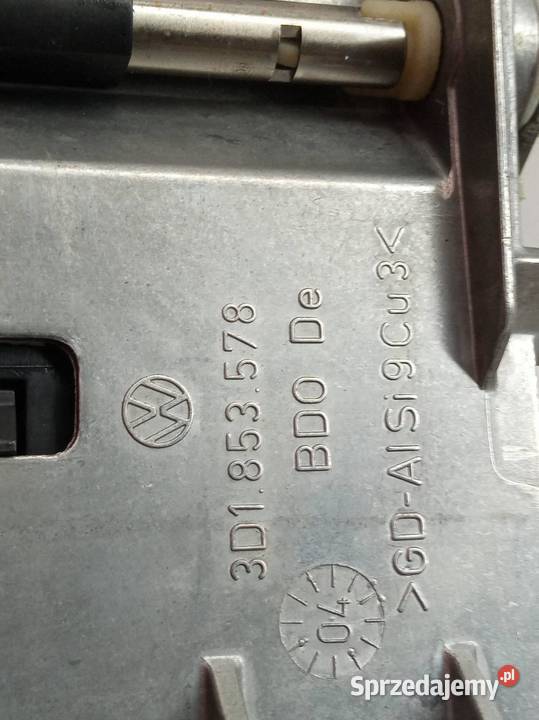 3D1.853.578
BDO De
>GD-AlSi9Cu3<
04
Sprzedajemy.pl